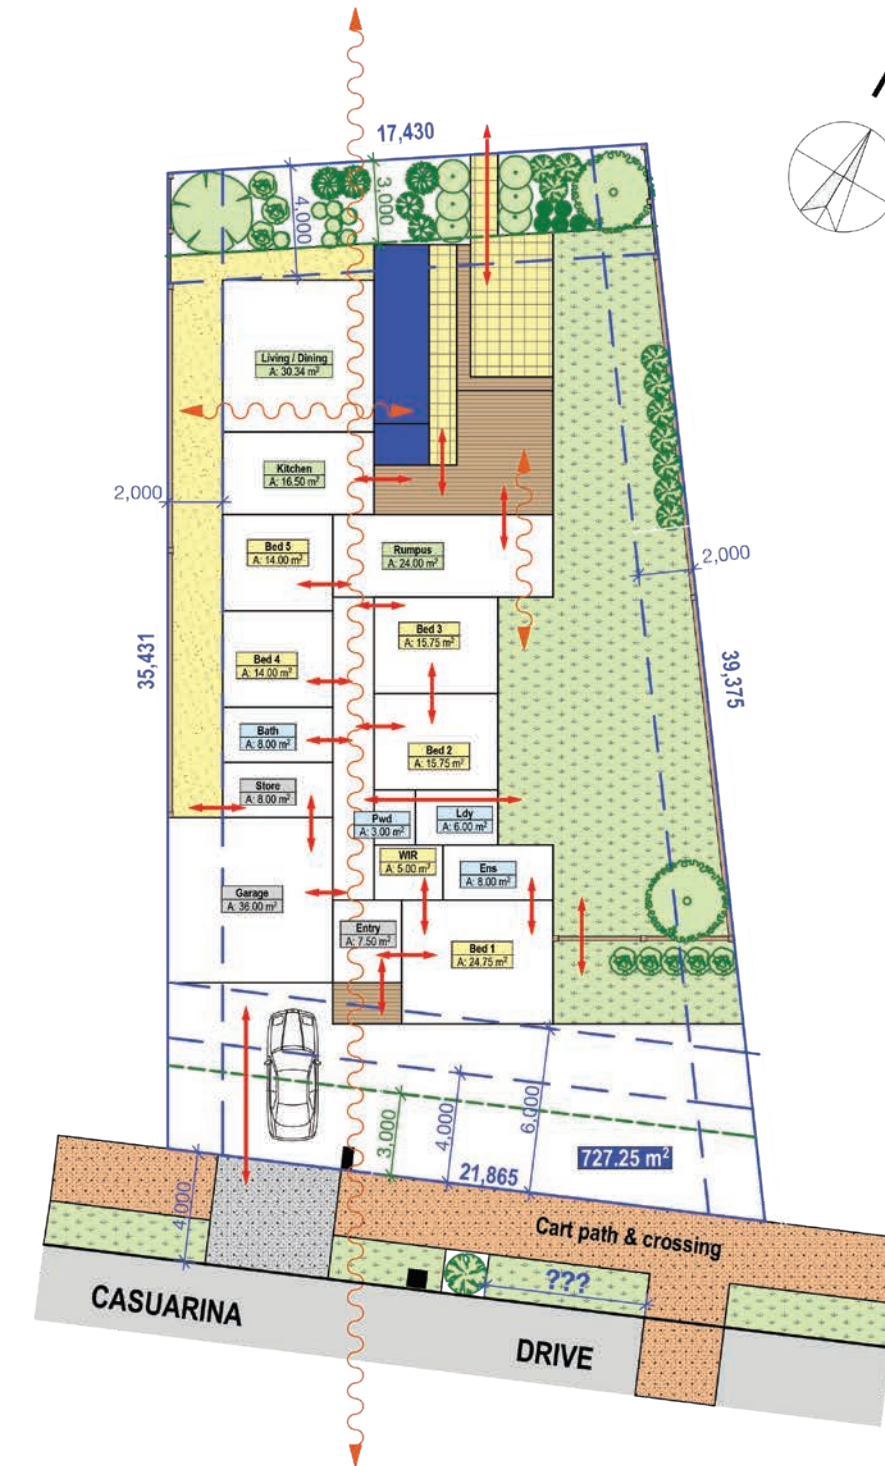 17,430
4,000
3,000
Living / Dining
A: 30.34 m²
Kitchen
A: 16.50 m²
2,000
Bed 5
A: 14.00 m²
Rumpus
A: 24.00 m²
2,000
Bed 3
A: 15.75 m²
Bed 4
A: 14.00 m²
35,431
39,375
Bath
A: 8.00 m²
Bed 2
A: 15.75 m²
Store
A: 8.00 m²
Pwd
A: 3.00 m²
Ldy
A: 6.00 m²
WIR
A: 5.00 m²
Ens
A: 8.00 m²
Garage
A: 36.00 m²
Entry
A: 7.50 m²
Bed 1
A: 24.75 m²
3,000
4,000
6,000
727.25 m²
21,865
4,000
Cart path & crossing
???
CASUARINA
DRIVE